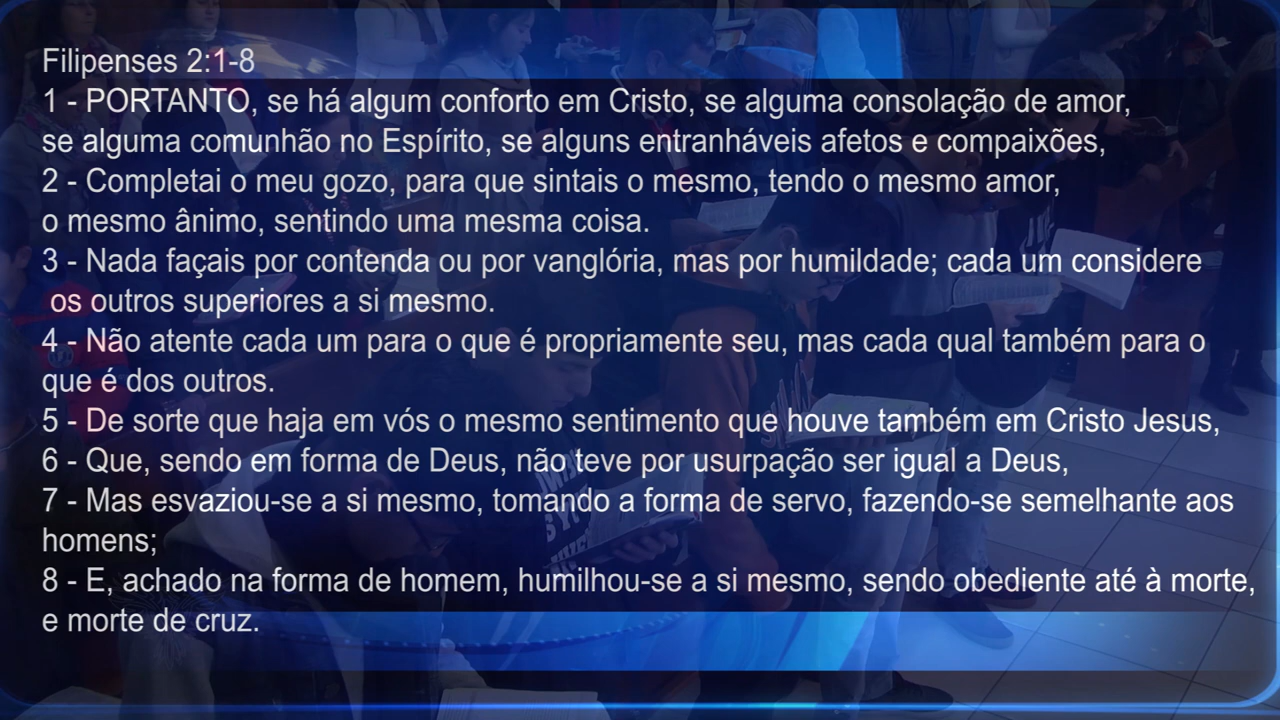 Filipenses 2:1-8
1 - PORTANTO, se há algum conforto em Cristo, se alguma consolação de amor,
se alguma comunhão no Espírito, se alguns entranháveis afetos e compaixões,
2 - Completai o meu gozo, para que sintais o mesmo, tendo o mesmo amor,
o mesmo ânimo, sentindo uma mesma coisa.
3 - Nada façais por contenda ou por vanglória, mas por humildade; cada um considere
os outros superiores a si mesmo.
4 - Não atente cada um para o que é propriamente seu, mas cada qual também para o
que é dos outros.
5 - De sorte que haja em vós o mesmo sentimento que houve também em Cristo Jesus,
6 - Que, sendo em forma de Deus, não teve por usurpação ser igual a Deus,
7 - Mas esvaziou-se a si mesmo, tomando a forma de servo, fazendo-se semelhante aos
homens;
8 - E, achado na forma de homem, humilhou-se a si mesmo, sendo obediente até à morte,
e morte de cruz.